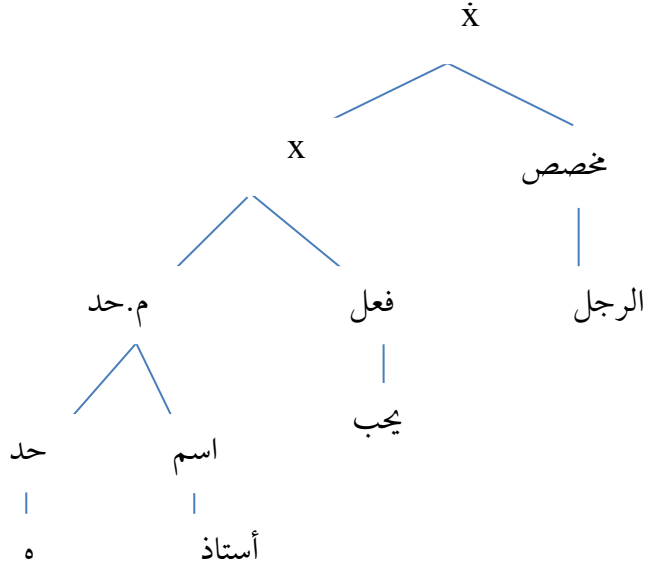 ẋ
x
مخصص
م.حد فعل الرجل
يحب
حد اسم
ه أستاذ